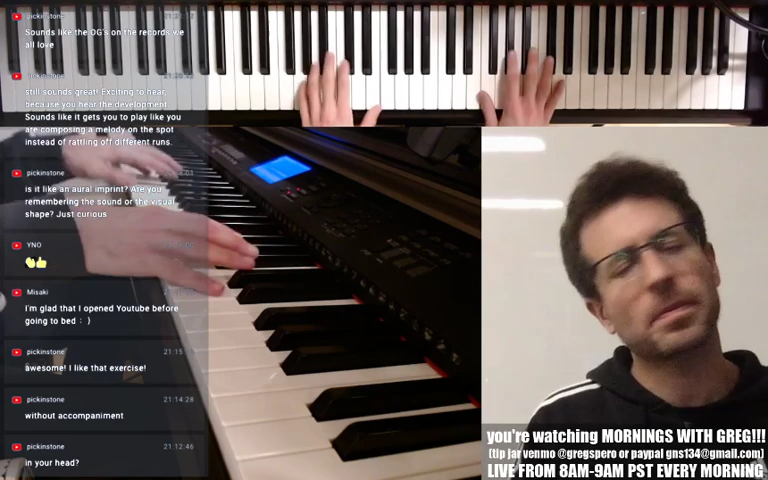 pickinstone
Sounds like the OG's on the records we
all love
pickinstone
still sounds great! Exciting to hear,
because you hear the development.
Sounds like it gets you to play like you
are composing a melody on the spot
instead of rattling off different runs.
pickinstone
is it like an aural imprint? Are you
remembering the sound or the visual
shape? Just curious
YNO
👏👍
Misaki
I'm glad that I opened Youtube before
going to bed : )
pickinstone 21:15
awesome! I like that exercise!
pickinstone 21:14:28
without accompaniment
pickinstone 21:12:46
in your head?
you're watching MORNINGS WITH GREG!!!
(tip jar venmo @gregspero or paypal gns134@gmail.com)
LIVE FROM 8AM-9AM PST EVERY MORNING